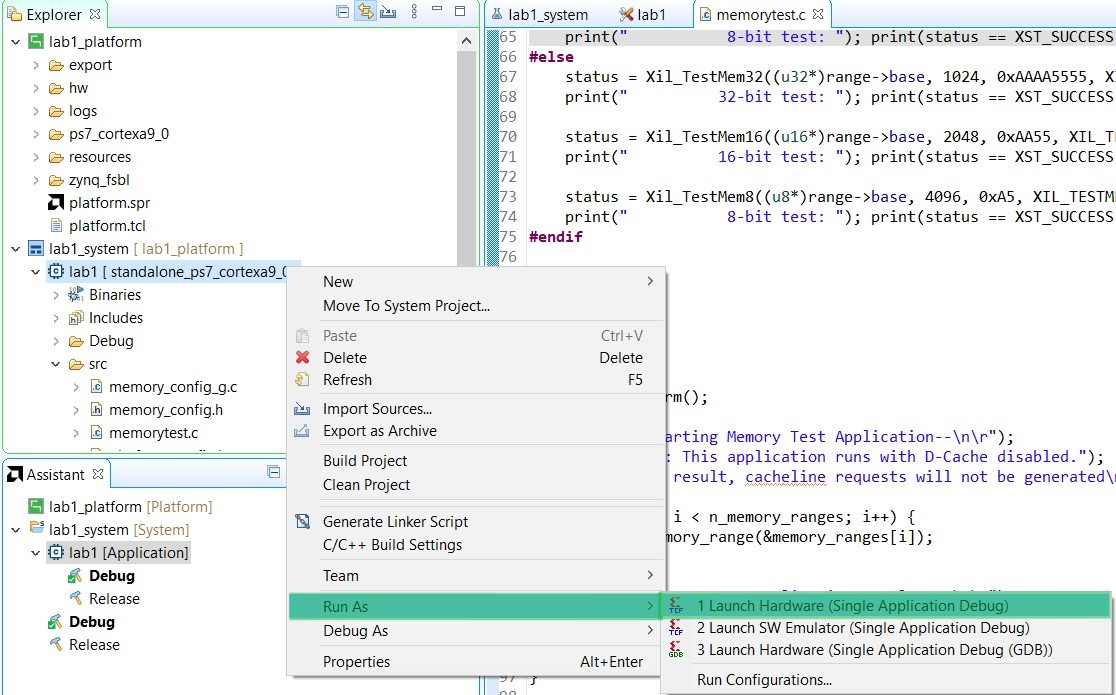 Explorer
lab1_platform
export
hw
logs
ps7_cortexa9_0
resources
zynq_fsbl
platform.spr
platform.tcl
lab1_system [ lab1_platform ]
lab1 [ standalone_ps7_cortexa9_0
Binaries
Includes
Debug
src
memory_config_g.c
memory_config.h
memorytest.c
Assistant
lab1_platform [Platform]
lab1_system [System]
lab1 [Application]
Debug
Release
Debug
Release
New
Move To System Project...
Paste Ctrl+V
Delete Delete
Refresh F5
Import Sources...
Export as Archive
Build Project
Clean Project
Generate Linker Script
C/C++ Build Settings
Team
Run As
Debug As
Properties Alt+Enter
1 Launch Hardware (Single Application Debug)
2 Launch SW Emulator (Single Application Debug)
3 Launch Hardware (Single Application Debug (GDB))
Run Configurations...
lab1_system lab1 memorytest.c
65 print("          8-bit test: "); print(status == XST_SUCCESS
66 #else
67 status = Xil_TestMem32((u32*)range->base, 1024, 0xAAAA5555, X
68 print("         32-bit test: "); print(status == XST_SUCCESS
69
70 status = Xil_TestMem16((u16*)range->base, 2048, 0xAA55, XIL_T
71 print("         16-bit test: "); print(status == XST_SUCCESS
72
73 status = Xil_TestMem8((u8*)range->base, 4096, 0xA5, XIL_TESTM
74 print("          8-bit test: "); print(status == XST_SUCCESS
75 #endif
76
rm();
arting Memory Test Application--\n\r");
: This application runs with D-Cache disabled.");
result, cacheline requests will not be generated\
i < n_memory_ranges; i++) {
mory_range(&memory_ranges[i]);
97 }
98